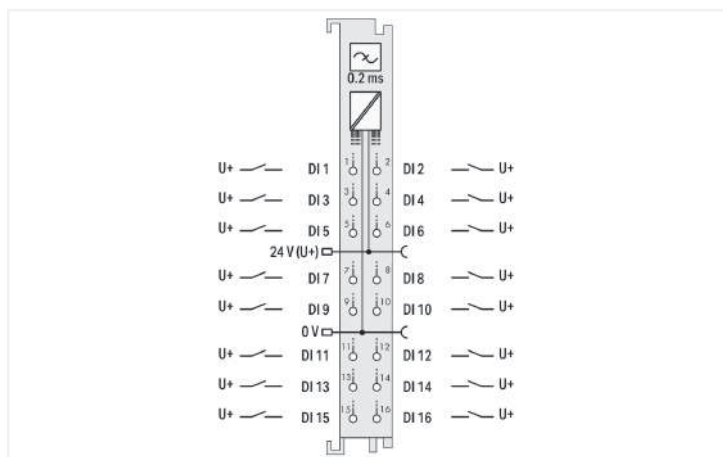 0.2 ms
U+ DI 1 1 2 DI 2 U+
U+ DI 3 3 4 DI 4 U+
U+ DI 5 5 6 DI 6 U+
24 V (U+)
U+ DI 7 7 8 DI 8 U+
U+ DI 9 9 10 DI 10 U+
0 V
U+ DI 11 11 12 DI 12 U+
U+ DI 13 13 14 DI 14 U+
U+ DI 15 15 16 DI 16 U+